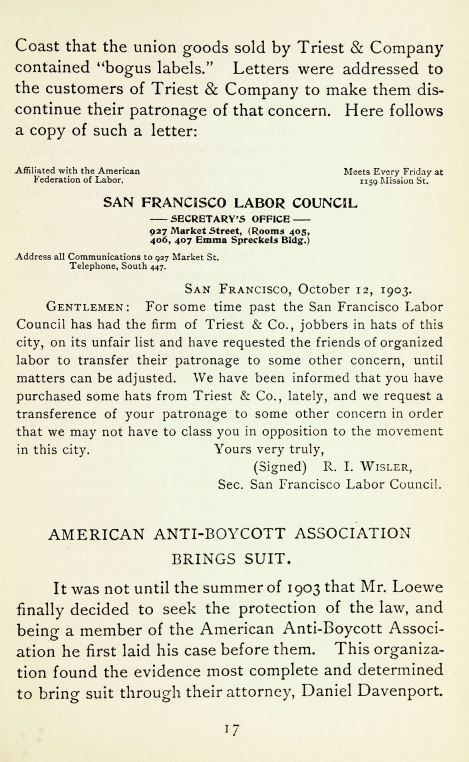 Coast that the union goods sold by Triest & Company
contained "bogus labels." Letters were addressed to
the customers of Triest & Company to make them dis-
continue their patronage of that concern. Here follows
a copy of such a letter:
Affiliated with the American
Federation of Labor.
Meets Every Friday at
1159 Mission St.
SAN FRANCISCO LABOR COUNCIL
— SECRETARY'S OFFICE —
927 Market Street, (Rooms 405,
406, 407 Emma Spreckels Bldg.)
Address all Communications to 927 Market St.
Telephone, South 447.
SAN FRANCISCO, October 12, 1903.
GENTLEMEN: For some time past the San Francisco Labor
Council has had the firm of Triest & Co., jobbers in hats of this
city, on its unfair list and have requested the friends of organized
labor to transfer their patronage to some other concern, until
matters can be adjusted. We have been informed that you have
purchased some hats from Triest & Co., lately, and we request a
transference of your patronage to some other concern in order
that we may not have to class you in opposition to the movement
in this city. Yours very truly,
(Signed) R. I. WISLER,
Sec. San Francisco Labor Council.
AMERICAN ANTI-BOYCOTT ASSOCIATION
BRINGS SUIT.
It was not until the summer of 1903 that Mr. Loewe
finally decided to seek the protection of the law, and
being a member of the American Anti-Boycott Associ-
ation he first laid his case before them. This organiza-
tion found the evidence most complete and determined
to bring suit through their attorney, Daniel Davenport.
17